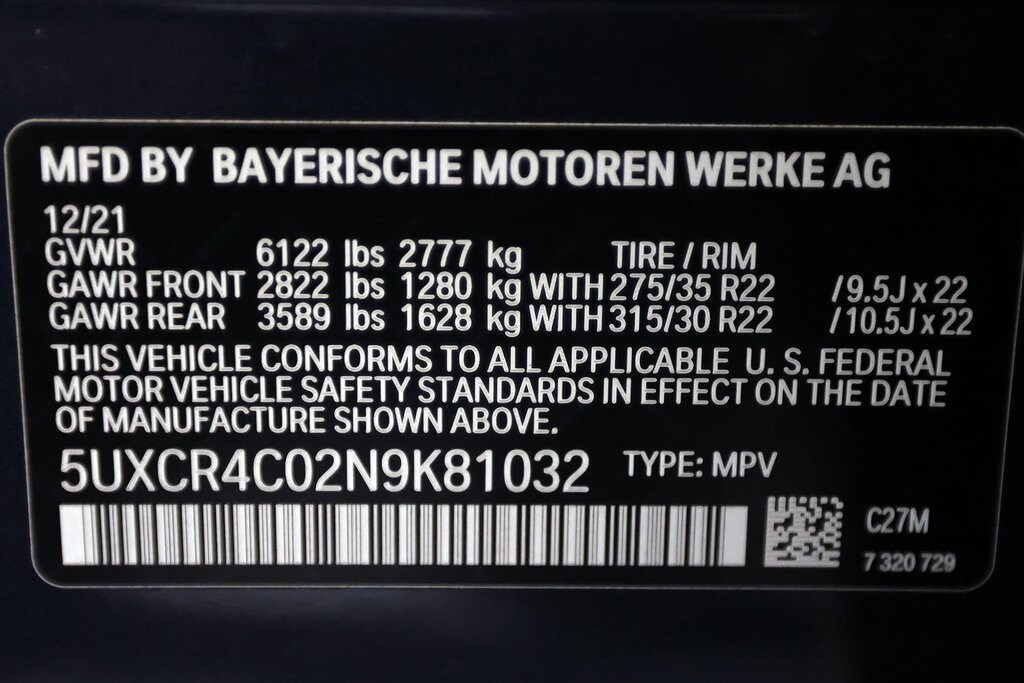 MFD BY BAYERISCHE MOTOREN WERKE AG
12/21
GVWR 6122 lbs 2777 kg TIRE / RIM
GAWR FRONT 2822 lbs 1280 kg WITH 275/35 R22 /9.5J x 22
GAWR REAR 3589 lbs 1628 kg WITH 315/30 R22 /10.5J x 22
THIS VEHICLE CONFORMS TO ALL APPLICABLE U. S. FEDERAL
MOTOR VEHICLE SAFETY STANDARDS IN EFFECT ON THE DATE
OF MANUFACTURE SHOWN ABOVE.
5UXCR4C02N9K81032 TYPE: MPV
C27M
7 320 729